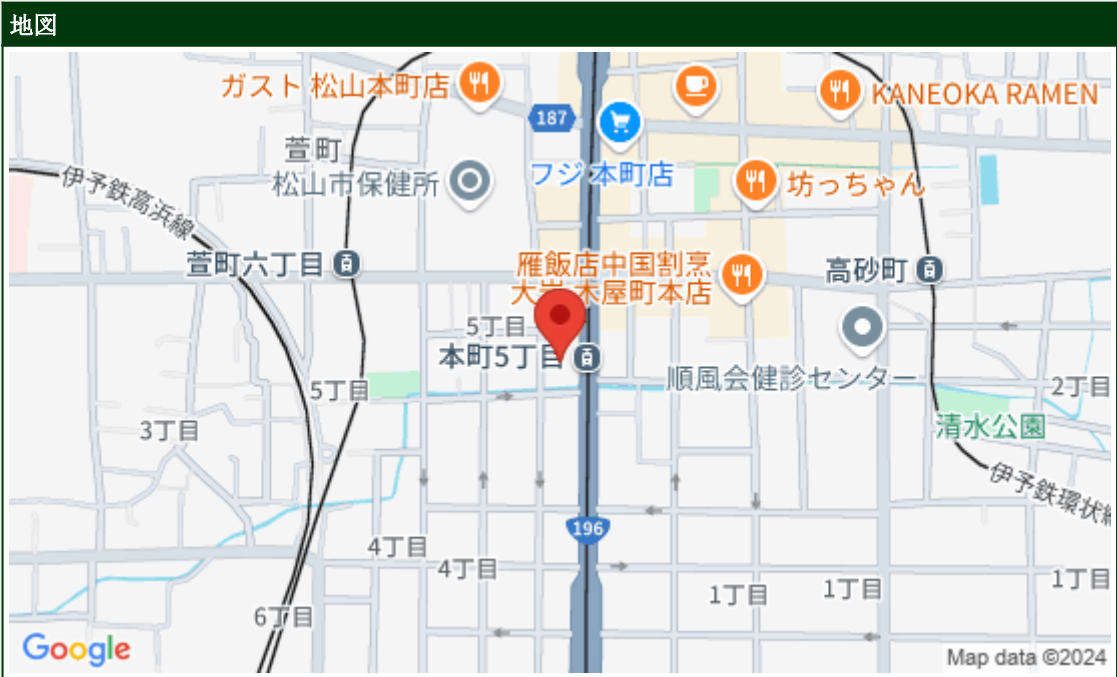 地図
ガスト 松山本町店
KANEOKA RAMEN
187
萱町
松山市保健所
フジ 本町店
坊っちゃん
伊予鉄高浜線
萱町六丁目
雁飯店中国割烹
木屋町本店
高砂町
5丁目
本町5丁目
順風会健診センター
5丁目
2丁目
3丁目
清水公園
伊予鉄環状線
196
4丁目
4丁目
1丁目
1丁目
1丁目
6丁目
Google
Map data ©2024